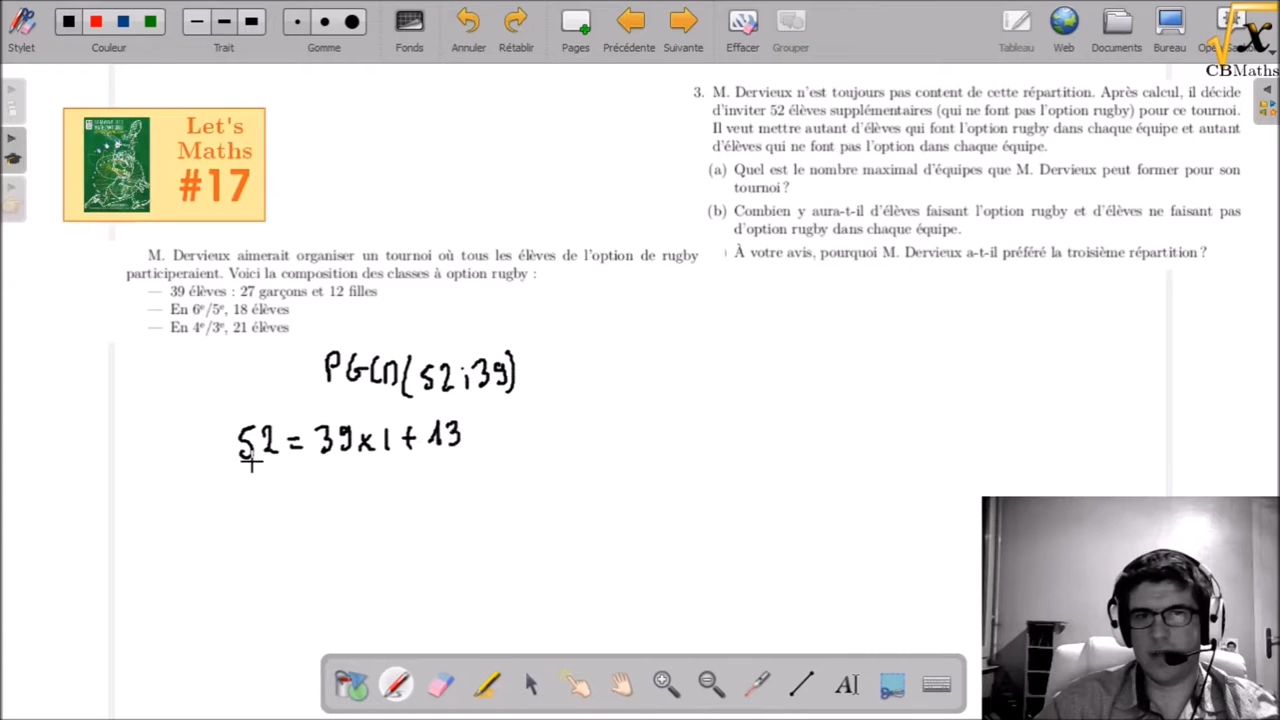 Stylet
Couleur
Trait
Gomme
Fonds
Annuler
Rétablir
Pages
Précédente
Suivante
Effacer
Grouper
Tableau
Web
Documents
Bureau
CBMaths
Let's
Maths
#17
M. Dervieux aimerait organiser un tournoi où tous les élèves de l'option de rugby
participeraient. Voici la composition des classes à option rugby :
— 39 élèves : 27 garçons et 12 filles
— En 6ᵉ/5ᵉ, 18 élèves
— En 4ᵉ/3ᵉ, 21 élèves
PGCD(52;39)
52 = 39 x 1 + 13
3. M. Dervieux n'est toujours pas content de cette répartition. Après calcul, il décide
d'inviter 52 élèves supplémentaires (qui ne font pas l'option rugby) pour ce tournoi.
Il veut mettre autant d'élèves qui font l'option rugby dans chaque équipe et autant
d'élèves qui ne font pas l'option dans chaque équipe.
(a) Quel est le nombre maximal d'équipes que M. Dervieux peut former pour son
tournoi ?
(b) Combien y aura-t-il d'élèves faisant l'option rugby et d'élèves ne faisant pas
d'option rugby dans chaque équipe.
) À votre avis, pourquoi M. Dervieux a-t-il préféré la troisième répartition ?